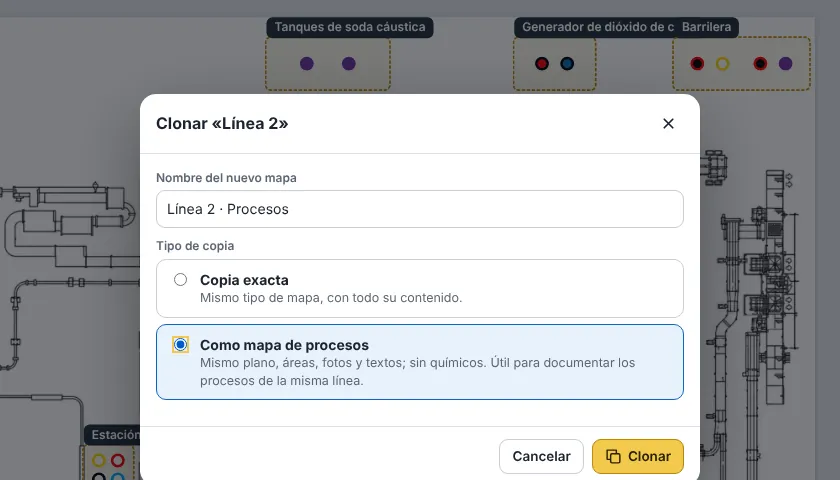 Tanques de soda cáustica
Generador de dióxido de c
Barrilera
Clonar «Línea 2»
Nombre del nuevo mapa
Línea 2 · Procesos
Tipo de copia
Copia exacta
Mismo tipo de mapa, con todo su contenido.
Como mapa de procesos
Mismo plano, áreas, fotos y textos; sin químicos. Útil para documentar los
procesos de la misma línea.
Estación
Cancelar
Clonar